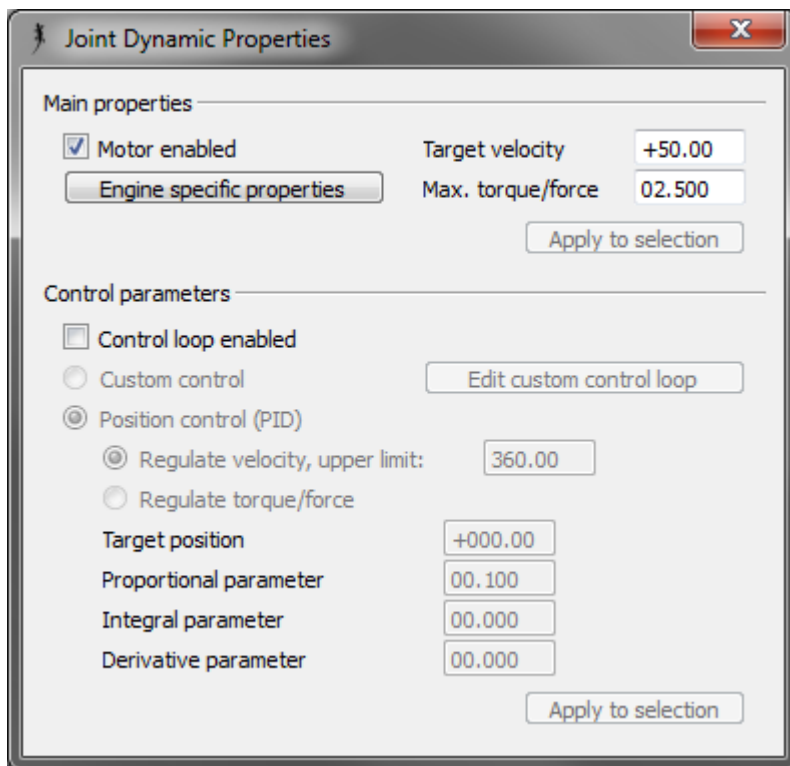 Joint Dynamic Properties
Main properties
Motor enabled Target velocity +50.00
Engine specific properties Max. torque/force 02.500
Apply to selection
Control parameters
Control loop enabled
Custom control Edit custom control loop
Position control (PID)
Regulate velocity, upper limit: 360.00
Regulate torque/force
Target position +000.00
Proportional parameter 00.100
Integral parameter 00.000
Derivative parameter 00.000
Apply to selection